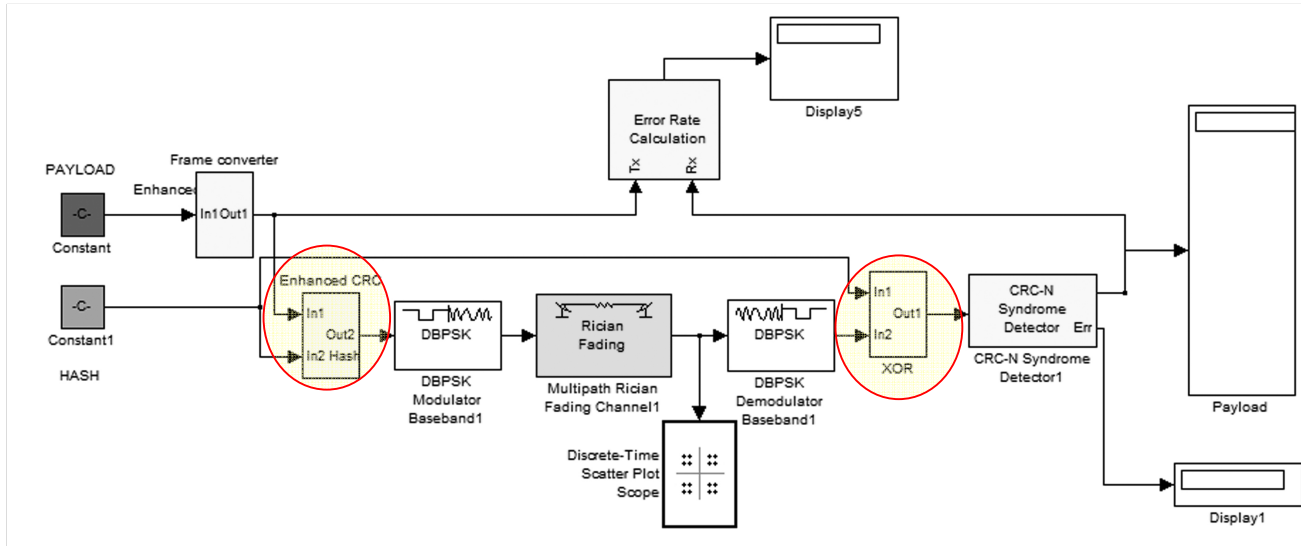 Display5
Error Rate
Calculation
Tx
Rx
Frame converter
PAYLOAD
Enhanced
-C-
In1 Out1
Constant
Enhanced CRC
-C-
In1
Out2
In2 Hash
Constant1
HASH
DBPSK
DBPSK
Modulator
Baseband1
Rician
Fading
Multipath Rician
Fading Channel1
DBPSK
DBPSK
Demodulator
Baseband1
In1
Out1
In2
XOR
CRC-N
Syndrome
Detector
Err
CRC-N Syndrome
Detector1
Payload
Discrete-Time
Scatter Plot
Scope
Display1